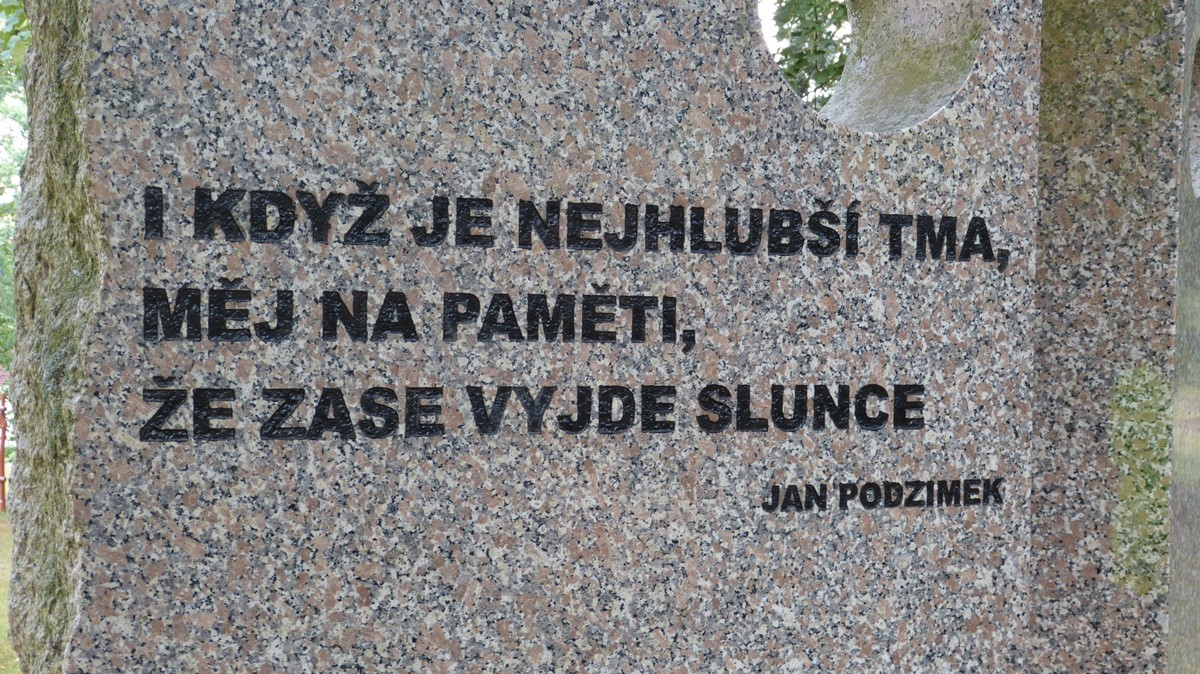 I KDYŽ JE NEJHLUBŠÍ TMA,
MĚJ NA PAMĚTI,
ŽE ZASE VYJDE SLUNCE
JAN PODZIMEK